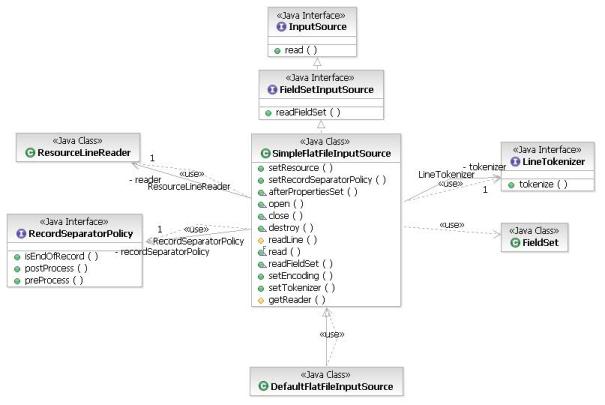 «Java Interface»
InputSource
read ( )
«Java Interface»
FieldSetInputSource
readFieldSet ( )
«Java Class»
ResourceLineReader
1
«use»
- reader
ResourceLineReader
«Java Interface»
RecordSeparatorPolicy
isEndOfRecord ( )
postProcess ( )
preProcess ( )
1
«use»
RecordSeparatorPolicy
- recordSeparatorPolicy
«Java Class»
SimpleFlatFileInputSource
setResource ( )
setRecordSeparatorPolicy ( )
afterPropertiesSet ( )
open ( )
close ( )
destroy ( )
readLine ( )
read ( )
readFieldSet ( )
setEncoding ( )
setTokenizer ( )
getReader ( )
- tokenizer
LineTokenizer
«use»
1
«Java Interface»
LineTokenizer
tokenize ( )
«use»
«Java Class»
FieldSet
«use»
«Java Class»
DefaultFlatFileInputSource